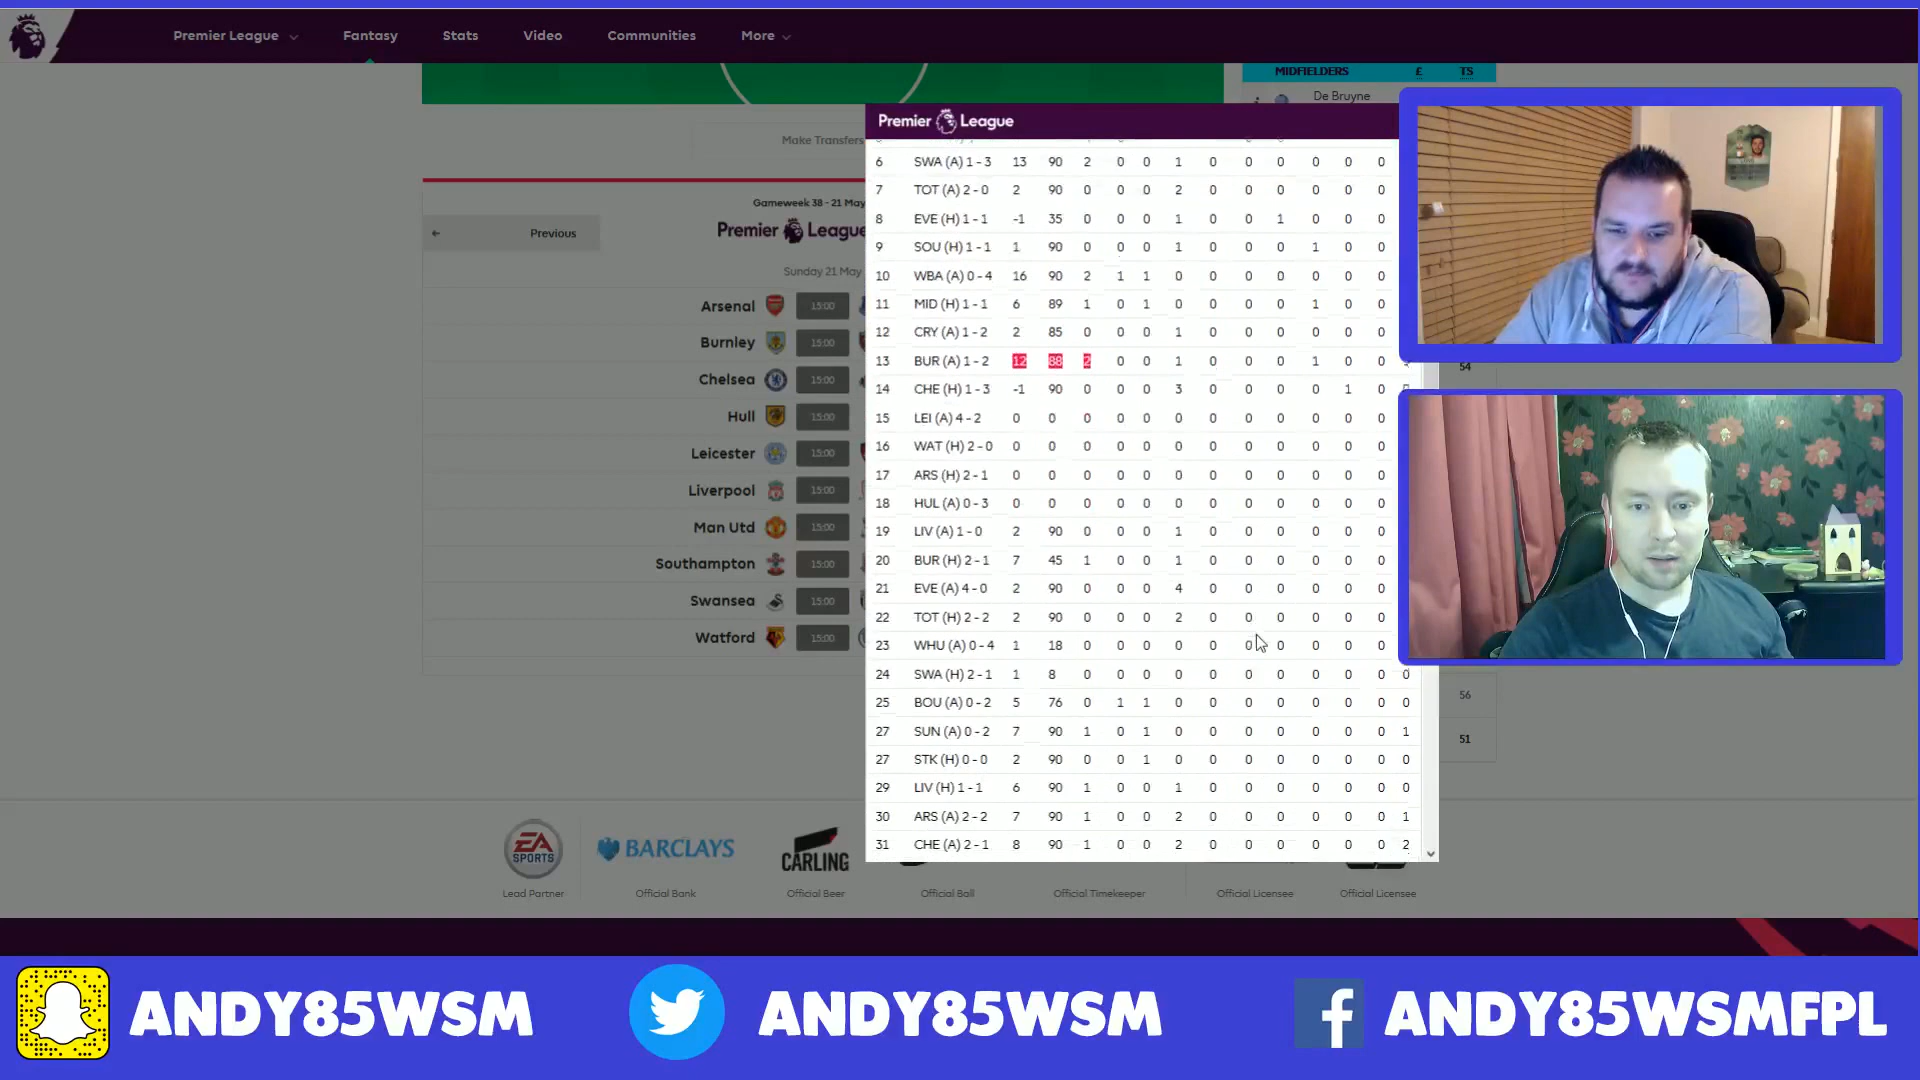 Premier League Fantasy Stats Video Communities More
MIDFIELDERS £ TS
De Bruyne
Make Transfers
Gameweek 38 - 21 May
Previous
Premier League
Sunday 21 May
Arsenal 15:00
Burnley 15:00
Chelsea 15:00
Hull 15:00
Leicester 15:00
Liverpool 15:00
Man Utd 15:00
Southampton 15:00
Swansea 15:00
Watford 15:00
Premier League
6 SWA (A) 1 - 3 13 90 2 0 0 1 0 0 0 0 0 0
7 TOT (A) 2 - 0 2 90 0 0 0 2 0 0 0 0 0 0
8 EVE (H) 1 - 1 -1 35 0 0 0 1 0 0 1 0 0 0
9 SOU (H) 1 - 1 1 90 0 0 0 1 0 0 0 1 0 0
10 WBA (A) 0 - 4 16 90 2 1 1 0 0 0 0 0 0 0
11 MID (H) 1 - 1 6 89 1 0 1 0 0 0 0 1 0 0
12 CRY (A) 1 - 2 2 85 0 0 0 1 0 0 0 0 0 0
13 BUR (A) 1 - 2 12 88 2 0 0 1 0 0 0 1 0 0
14 CHE (H) 1 - 3 -1 90 0 0 0 3 0 0 0 0 1 0
15 LEI (A) 4 - 2 0 0 0 0 0 0 0 0 0 0 0 0
16 WAT (H) 2 - 0 0 0 0 0 0 0 0 0 0 0 0 0
17 ARS (H) 2 - 1 0 0 0 0 0 0 0 0 0 0 0 0
18 HUL (A) 0 - 3 0 0 0 0 0 0 0 0 0 0 0 0
19 LIV (A) 1 - 0 2 90 0 0 0 1 0 0 0 0 0 0
20 BUR (H) 2 - 1 7 45 1 0 0 1 0 0 0 0 0 0
21 EVE (A) 4 - 0 2 90 0 0 0 4 0 0 0 0 0 0
22 TOT (H) 2 - 2 2 90 0 0 0 2 0 0 0 0 0 0
23 WHU (A) 0 - 4 1 18 0 0 0 0 0 0 0 0 0 0
24 SWA (H) 2 - 1 1 8 0 0 0 0 0 0 0 0 0 0 0
25 BOU (A) 0 - 2 5 76 0 1 1 0 0 0 0 0 0 0 0
27 SUN (A) 0 - 2 7 90 1 0 1 0 0 0 0 0 0 0 1
27 STK (H) 0 - 0 2 90 0 0 1 0 0 0 0 0 0 0 0
29 LIV (H) 1 - 1 6 90 1 0 0 1 0 0 0 0 0 0 0
30 ARS (A) 2 - 2 7 90 1 0 0 2 0 0 0 0 0 0 1
31 CHE (A) 2 - 1 8 90 1 0 0 2 0 0 0 0 0 0 2
54
56
51
EA SPORTS
BARCLAYS
CARLING
Lead Partner Official Bank Official Beer Official Ball Official Timekeeper Official Licensee Official Licensee
ANDY85WSM ANDY85WSM ANDY85WSMFPL